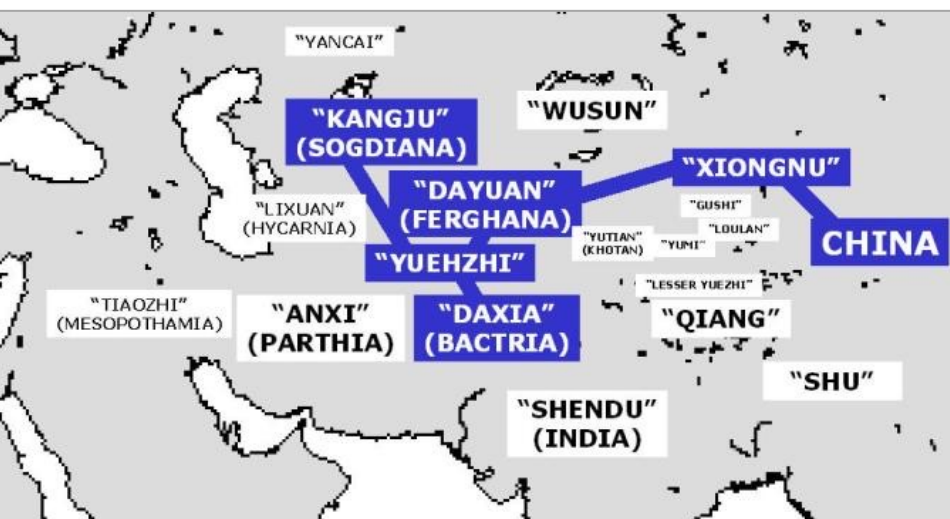 “YANCAI”
“WUSUN”
“KANGJU”
(SOGDIANA)
“XIONGNU”
“DAYUAN”
(FERGHANA)
“GUSHI”
“LIXUAN”
(HYCARNIA)
“LOULAN”
“YUTIAN”
(KHOTAN)
“YUMI”
CHINA
“YUEHZHI”
“LESSER YUEZHI”
“TIAOZHI”
(MESOPOTHAMIA)
“ANXI”
(PARTHIA)
“DAXIA”
(BACTRIA)
“QIANG”
“SHU”
“SHENDU”
(INDIA)